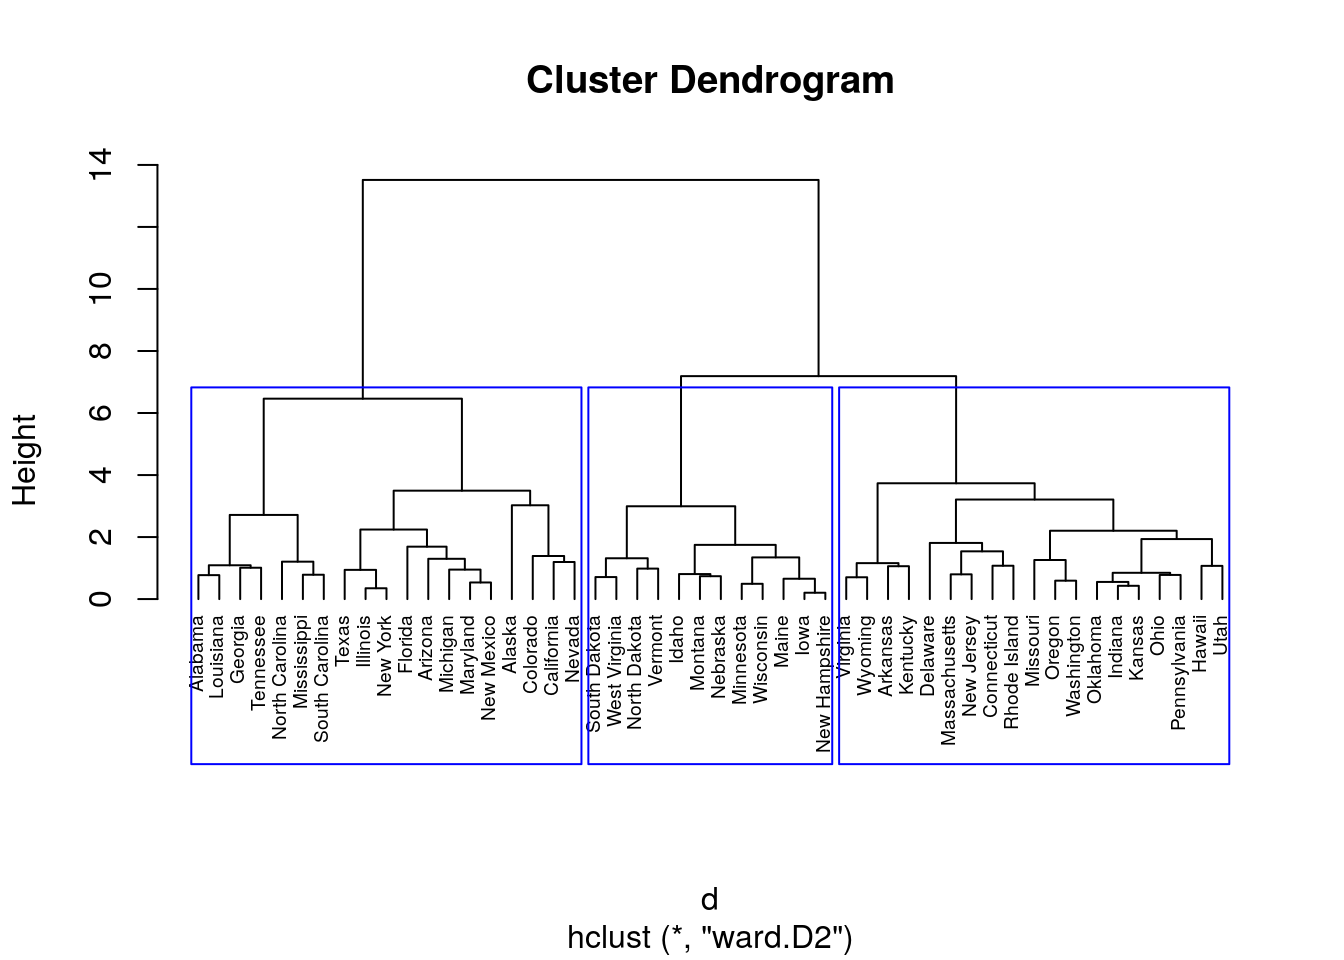 Cluster Dendrogram
Height
14
10
8
6
4
2
0
Alabama
Louisiana
Georgia
Tennessee
North Carolina
Mississippi
South Carolina
Texas
Illinois
New York
Florida
Arizona
Michigan
Maryland
New Mexico
Alaska
Colorado
California
Nevada
South Dakota
West Virginia
North Dakota
Vermont
Idaho
Montana
Nebraska
Minnesota
Wisconsin
Maine
Iowa
New Hampshire
Virginia
Wyoming
Arkansas
Kentucky
Delaware
Massachusetts
New Jersey
Connecticut
Rhode Island
Missouri
Oregon
Washington
Oklahoma
Indiana
Kansas
Ohio
Pennsylvania
Hawaii
Utah
d
hclust (*, "ward.D2")